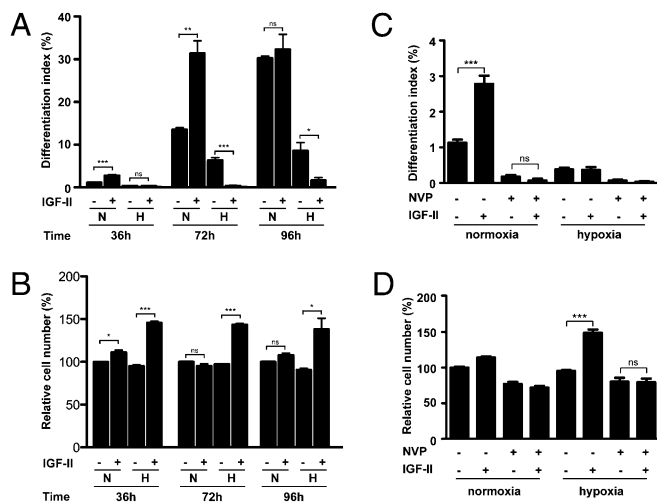 A
Differentiation index (%)
40
30
20
10
0
***
ns
**
***
ns
*
IGF-II - + - + - + - + - + - +
N H N H N H
Time 36h 72h 96h
B
Relative cell number (%)
200
150
100
50
0
*
***
ns
***
ns
*
IGF-II - + - + - + - + - + - +
N H N H N H
Time 36h 72h 96h
C
Differentiation index (%)
4
3
2
1
0
***
ns
NVP - - + + - - + +
IGF-II - + - + - + - +
normoxia hypoxia
D
Relative cell number (%)
200
150
100
50
0
***
ns
NVP - - + + - - + +
IGF-II - + - + - + - +
normoxia hypoxia